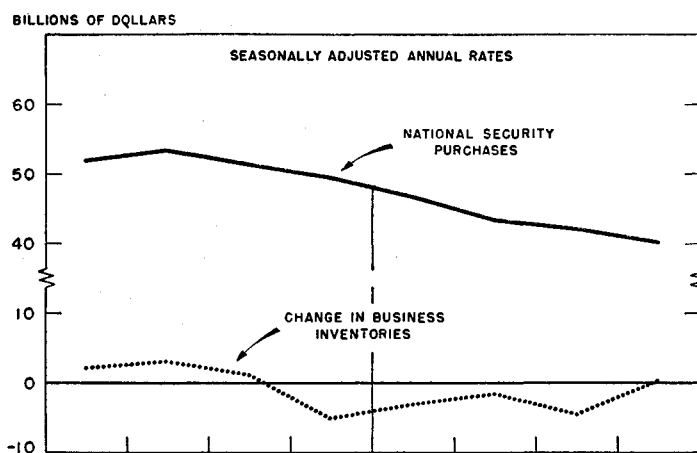 BILLIONS OF DOLLARS
SEASONALLY ADJUSTED ANNUAL RATES
60
NATIONAL SECURITY
PURCHASES
50
40
10
CHANGE IN BUSINESS
INVENTORIES
0
-10